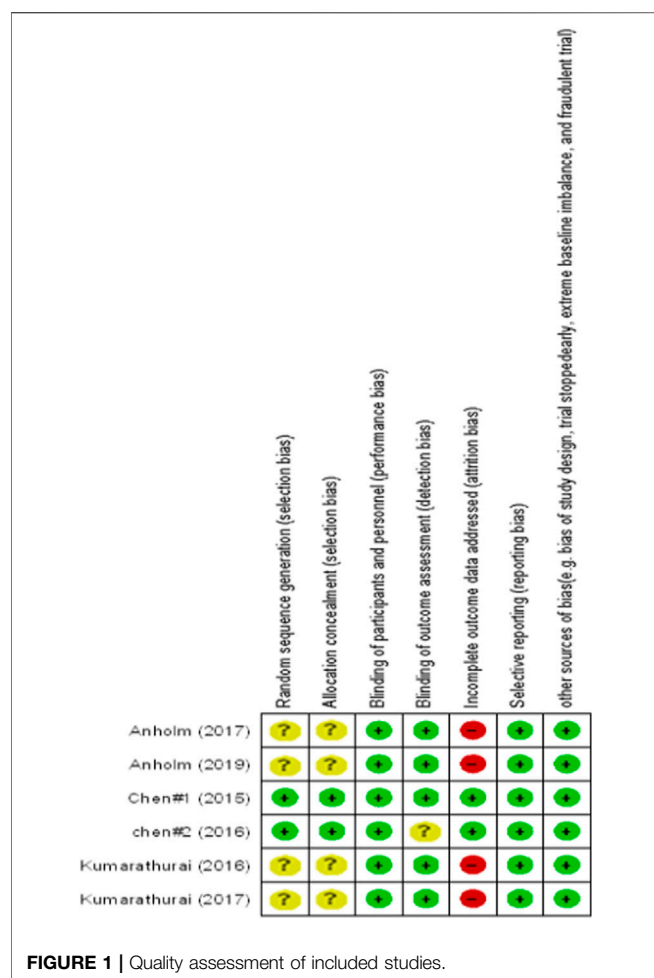 Random sequence generation (selection bias)
Allocation concealment (selection bias)
Blinding of participants and personnel (performance bias)
Blinding of outcome assessment (detection bias)
Incomplete outcome data addressed (attrition bias)
Selective reporting (reporting bias)
other sources of bias(e.g. bias of study design, trial stoppedearly, extreme baseline imbalance, and fraudulent trial)
Anholm (2017) ? ? + + - + +
Anholm (2019) ? ? + + - + +
Chen#1 (2015) + + + + + + +
chen#2 (2016) + + + ? + + +
Kumarathurai (2016) ? ? + + - + +
Kumarathurai (2017) ? ? + + - + +
FIGURE 1 | Quality assessment of included studies.